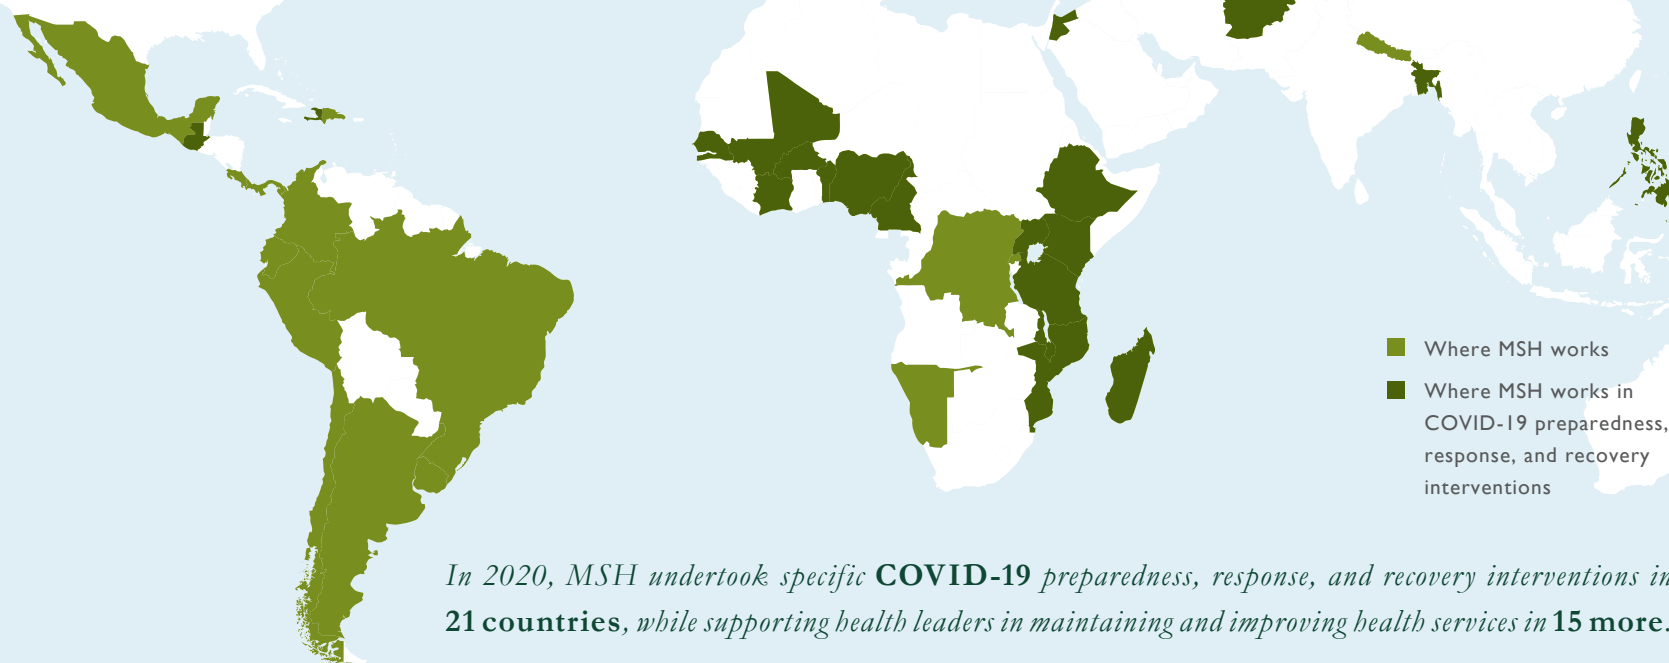 Where MSH works
Where MSH works in
COVID-19 preparedness,
response, and recovery
interventions
In 2020, MSH undertook specific COVID-19 preparedness, response, and recovery interventions in
21 countries, while supporting health leaders in maintaining and improving health services in 15 more.